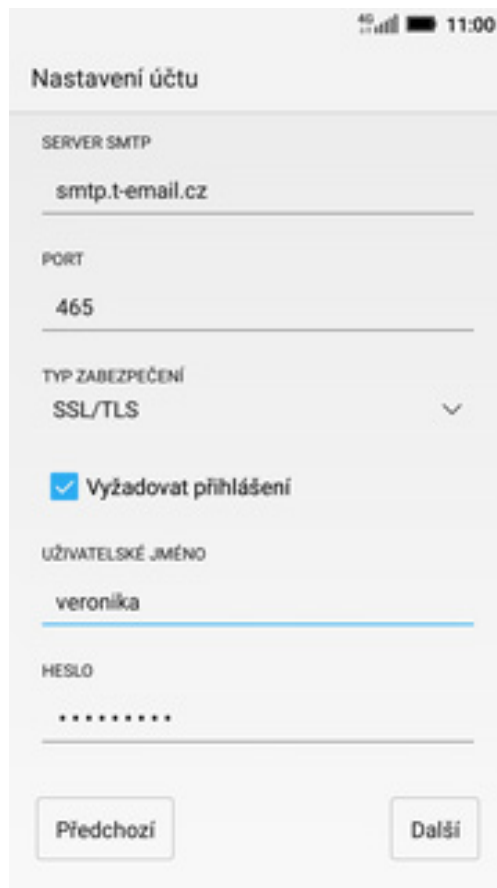 4G 11:00
Nastavení účtu
SERVER SMTP
smtp.t-email.cz
PORT
465
TYP ZABEZPEČENÍ
SSL/TLS
Vyžadovat přihlášení
UŽIVATELSKÉ JMÉNO
veronika
HESLO
•••••••••
Předchozí Další